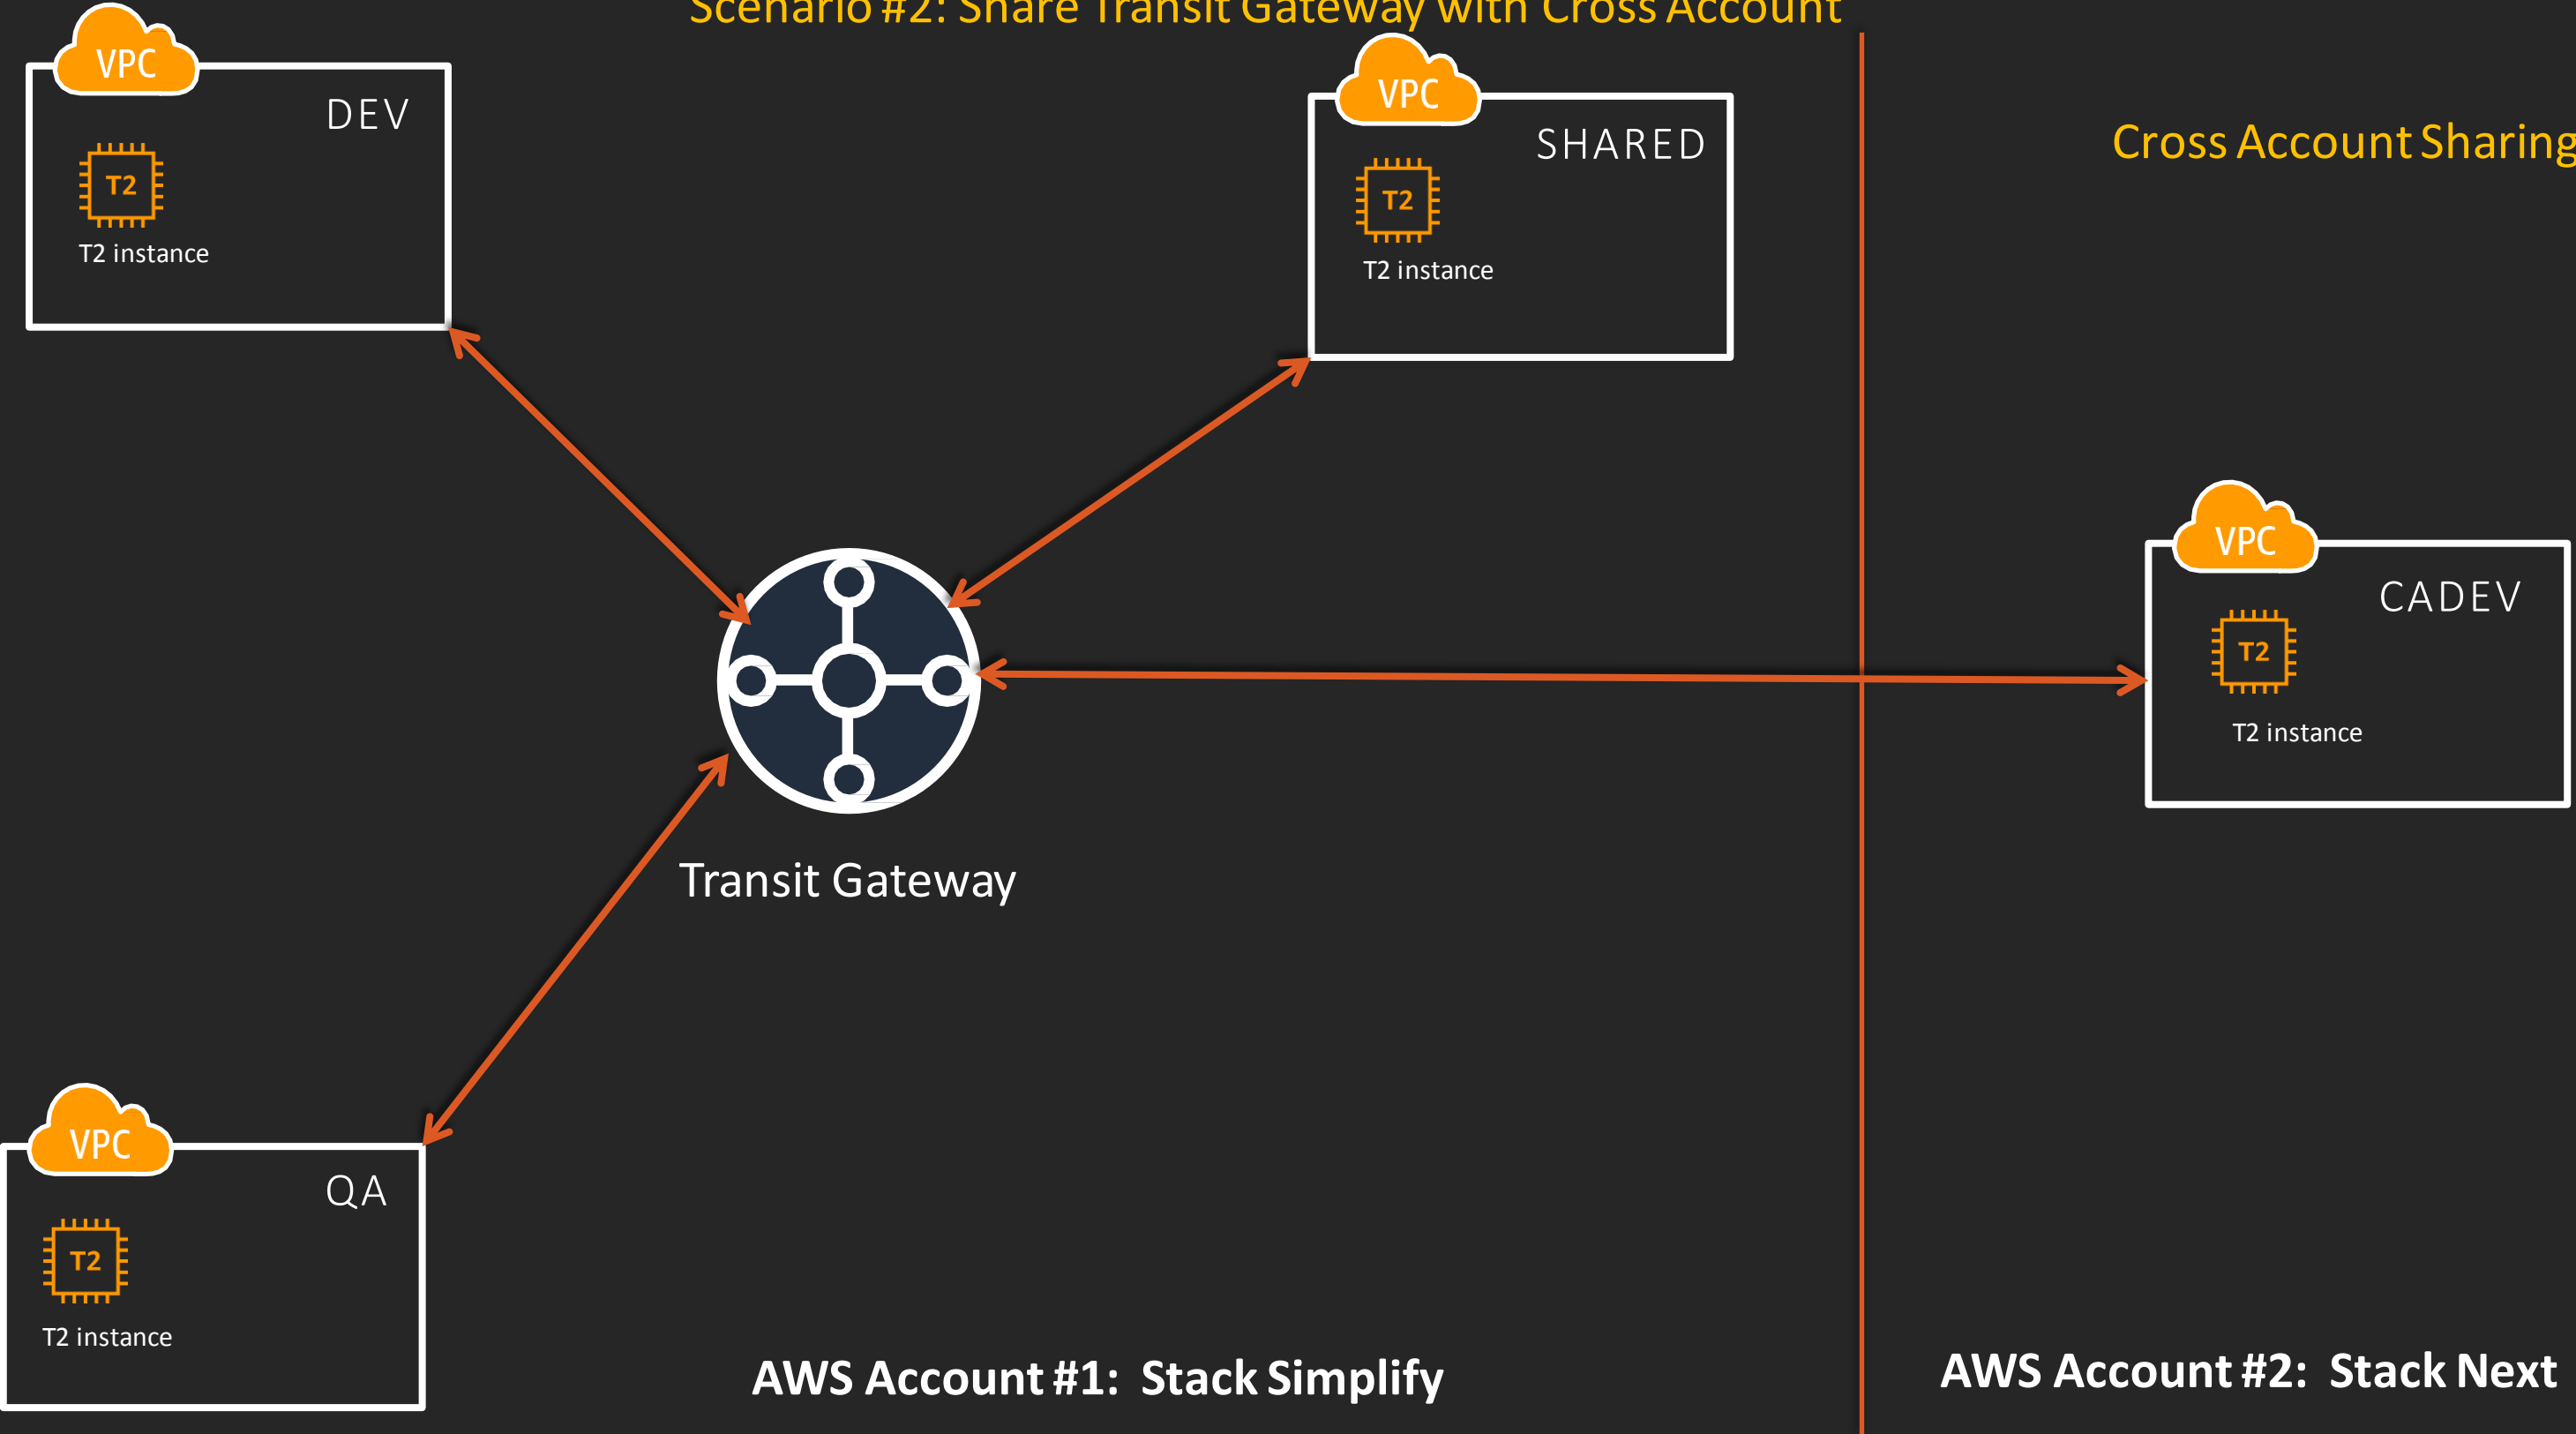 Scenario #2: Share Transit Gateway with Cross Account
VPC
DEV
T2
T2 instance
VPC
SHARED
T2
T2 instance
Cross Account Sharing
VPC
CADEV
T2
T2 instance
Transit Gateway
VPC
QA
T2
T2 instance
AWS Account #1: Stack Simplify
AWS Account #2: Stack Next